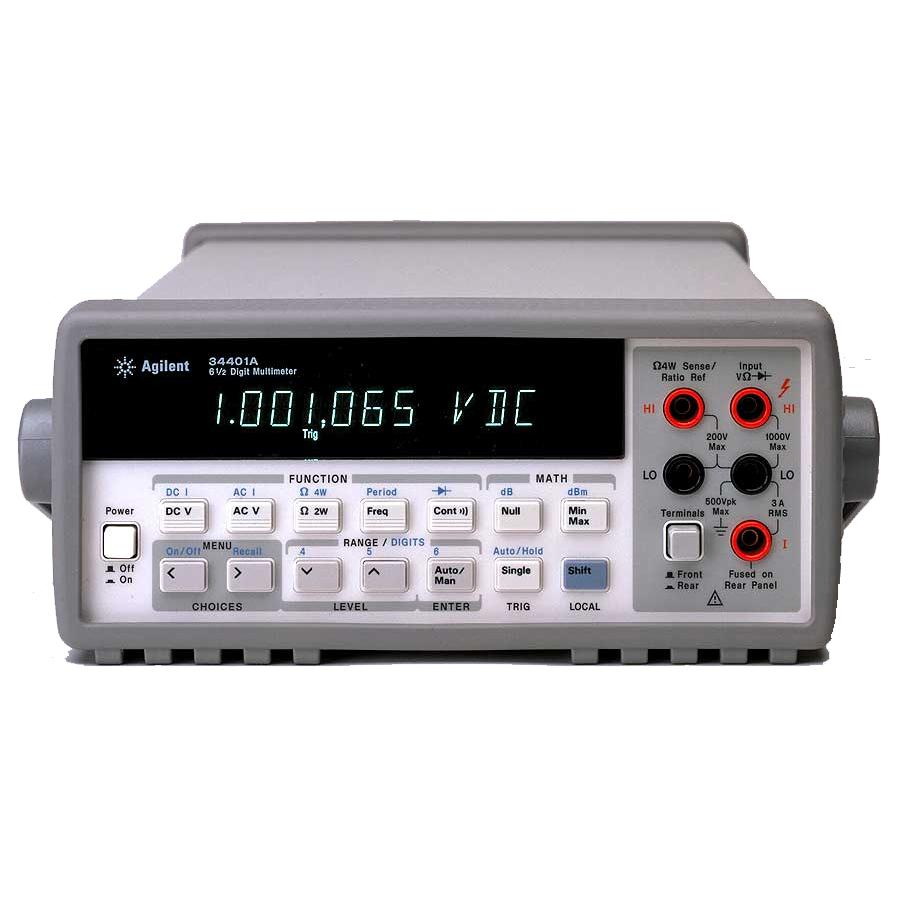 Agilent 34401A
6½ Digit Multimeter
1.001,065 VDC
Trig
Ω4W Sense/
Ratio Ref
Input
VΩ
HI
HI
200V
Max
1000V
Max
LO
LO
500Vpk
Max
3A
RMS
Terminals
I
Front
Rear
Fused on
Rear Panel
Power
Off
On
FUNCTION
MATH
DC I
AC I
Ω 4W
Period
dB
dBm
DC V
AC V
Ω 2W
Freq
Cont
Null
Min
Max
MENU
RANGE / DIGITS
On/Off
Recall
4
5
6
Auto/Hold
<
>
Auto/
Man
Single
Shift
CHOICES
LEVEL
ENTER
TRIG
LOCAL